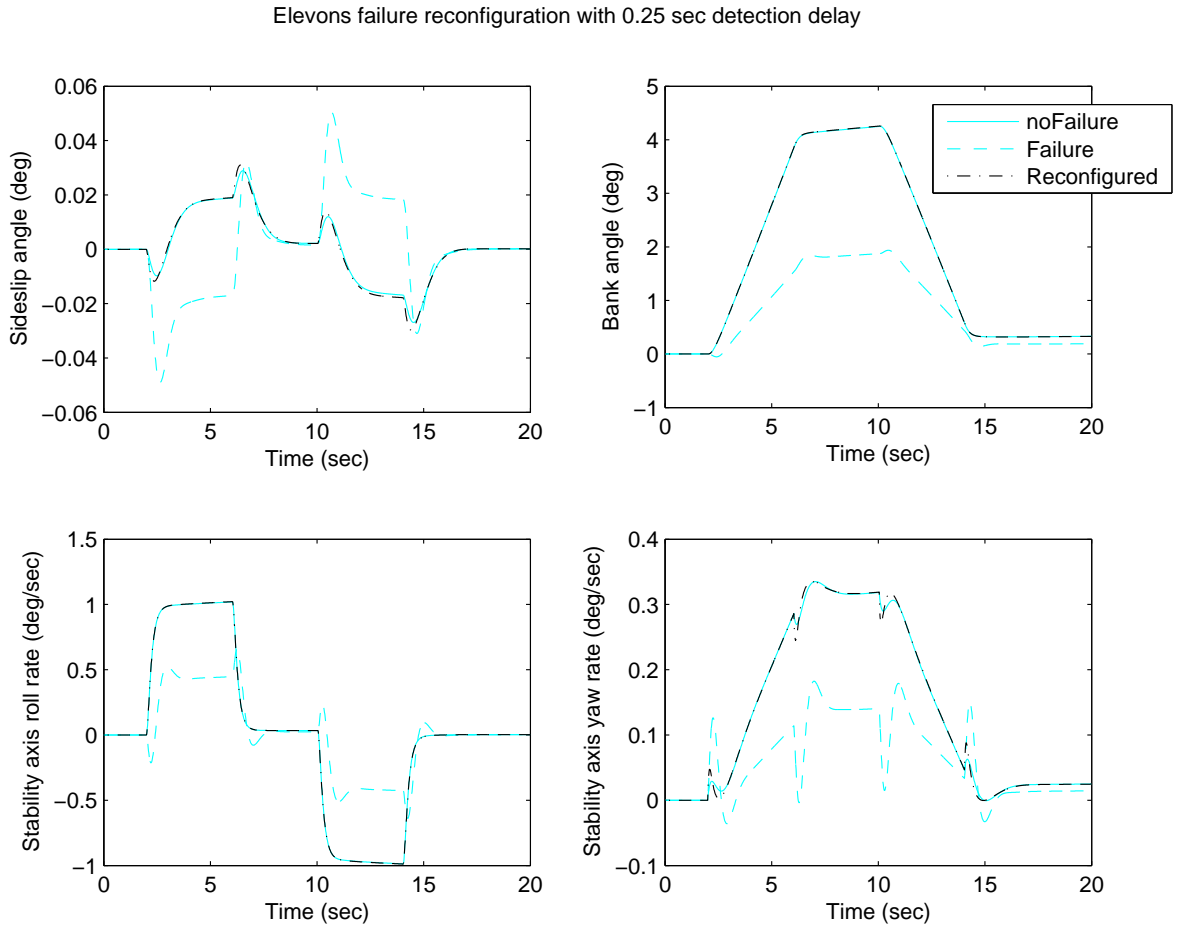 Elevons failure reconfiguration with 0.25 sec detection delay
0.06
0.04
0.02
0
−0.02
−0.04
−0.06
Sideslip angle (deg)
0 5 10 15 20
Time (sec)
5
4
3
2
1
0
−1
Bank angle (deg)
0 5 10 15 20
Time (sec)
noFailure
Failure
Reconfigured
1.5
1
0.5
0
−0.5
−1
Stability axis roll rate (deg/sec)
0 5 10 15 20
Time (sec)
0.4
0.3
0.2
0.1
0
−0.1
Stability axis yaw rate (deg/sec)
0 5 10 15 20
Time (sec)